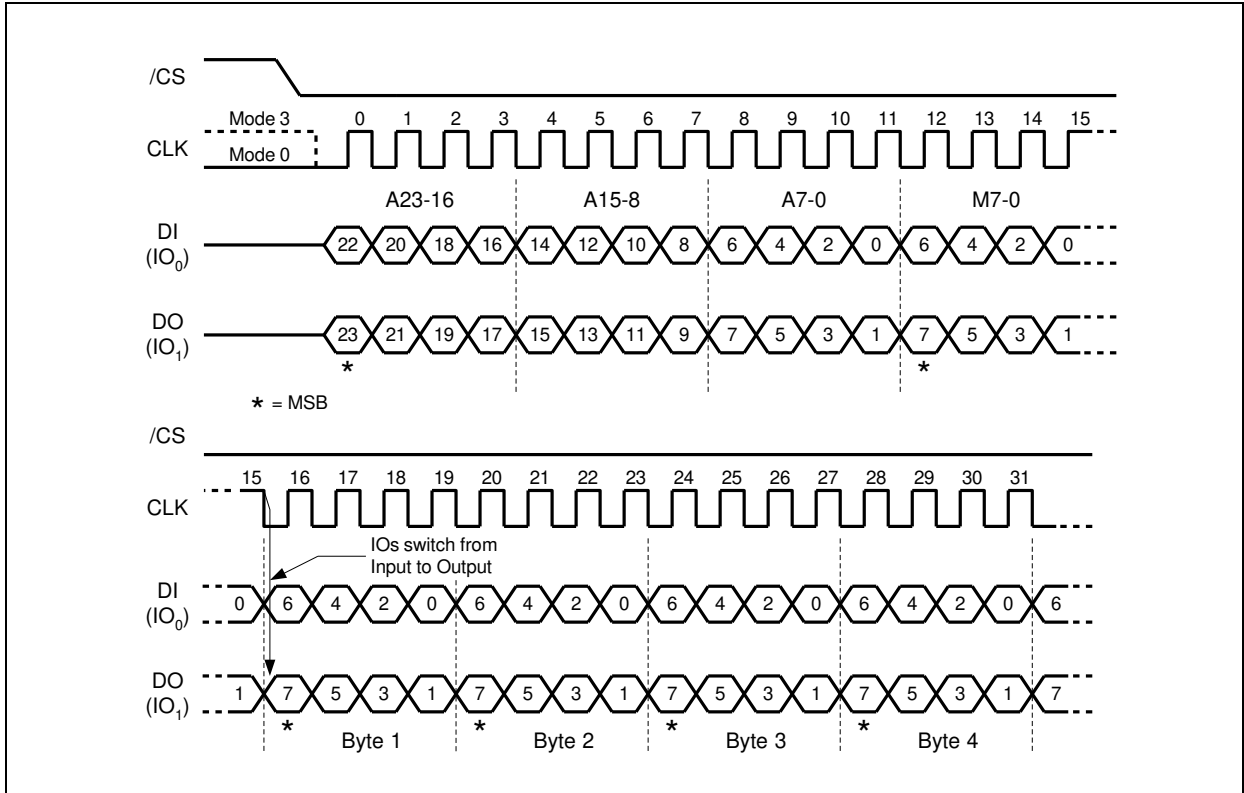 /CS
Mode 3 0 1 2 3 4 5 6 7 8 9 10 11 12 13 14 15
CLK
Mode 0
A23-16 A15-8 A7-0 M7-0
DI
(IO0) 22 20 18 16 14 12 10 8 6 4 2 0 6 4 2 0
DO
(IO1) 23 21 19 17 15 13 11 9 7 5 3 1 7 5 3 1
* *
* = MSB
/CS
15 16 17 18 19 20 21 22 23 24 25 26 27 28 29 30 31
CLK
IOs switch from
Input to Output
DI
(IO0) 0 6 4 2 0 6 4 2 0 6 4 2 0 6 4 2 0 6
DO
(IO1) 1 7 5 3 1 7 5 3 1 7 5 3 1 7 5 3 1 7
* * * *
Byte 1 Byte 2 Byte 3 Byte 4